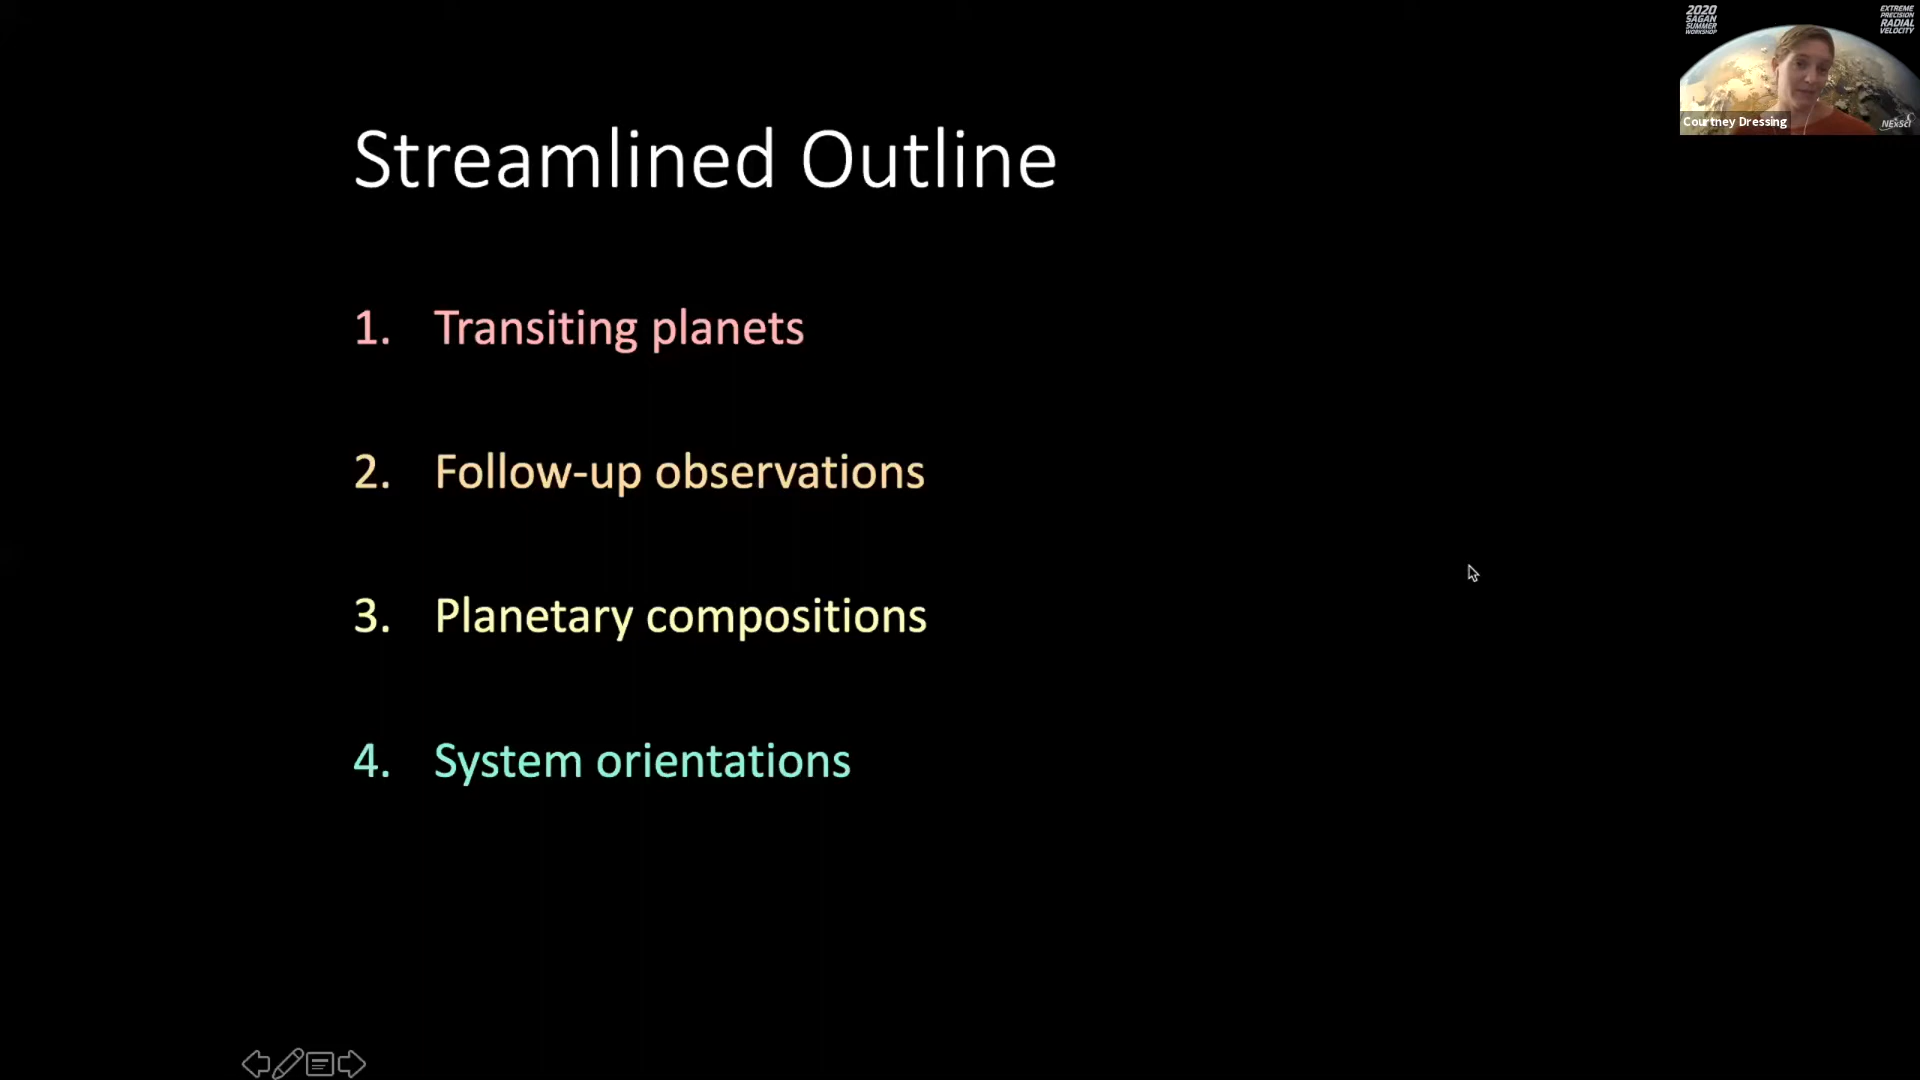 2020
SAGAN
SUMMER
WORKSHOP
EXTREME
PRECISION
RADIAL
VELOCITY
Courtney Dressing
NExScI
Streamlined Outline
1. Transiting planets
2. Follow-up observations
3. Planetary compositions
4. System orientations